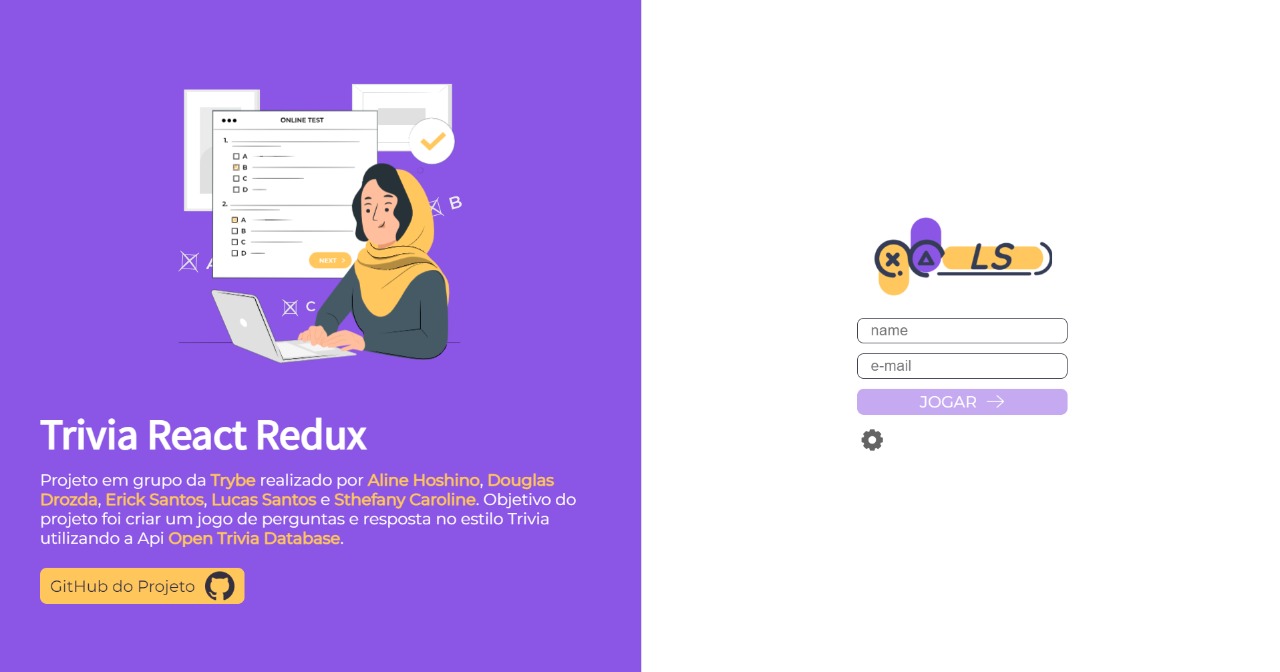 ONLINE TEST
1.
A
B
C
D
2.
A
B
C
D
NEXT
B
A
C
Trivia React Redux
Projeto em grupo da Trybe realizado por Aline Hoshino, Douglas
Drozda, Erick Santos, Lucas Santos e Sthefany Caroline. Objetivo do
projeto foi criar um jogo de perguntas e resposta no estilo Trivia
utilizando a Api Open Trivia Database.
GitHub do Projeto
LS
name
e-mail
JOGAR